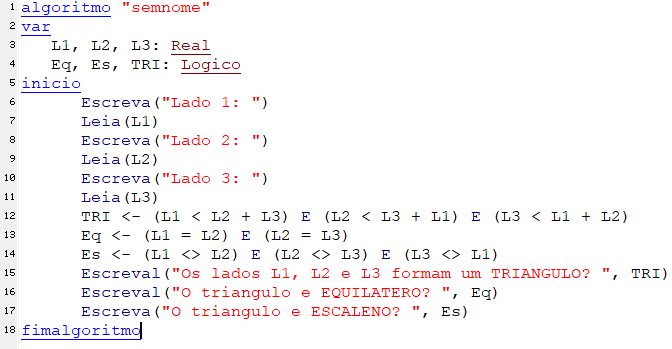 1 algoritmo "semnome"
2 var
3 L1, L2, L3: Real
4 Eq, Es, TRI: Logico
5 inicio
6 Escreva("Lado 1: ")
7 Leia(L1)
8 Escreva("Lado 2: ")
9 Leia(L2)
10 Escreva("Lado 3: ")
11 Leia(L3)
12 TRI <- (L1 < L2 + L3) E (L2 < L3 + L1) E (L3 < L1 + L2)
13 Eq <- (L1 = L2) E (L2 = L3)
14 Es <- (L1 <> L2) E (L2 <> L3) E (L3 <> L1)
15 Escreval("Os lados L1, L2 e L3 formam um TRIANGULO? ", TRI)
16 Escreval("O triangulo e EQUILATERO? ", Eq)
17 Escreva("O triangulo e ESCALENO? ", Es)
18 fimalgoritmo